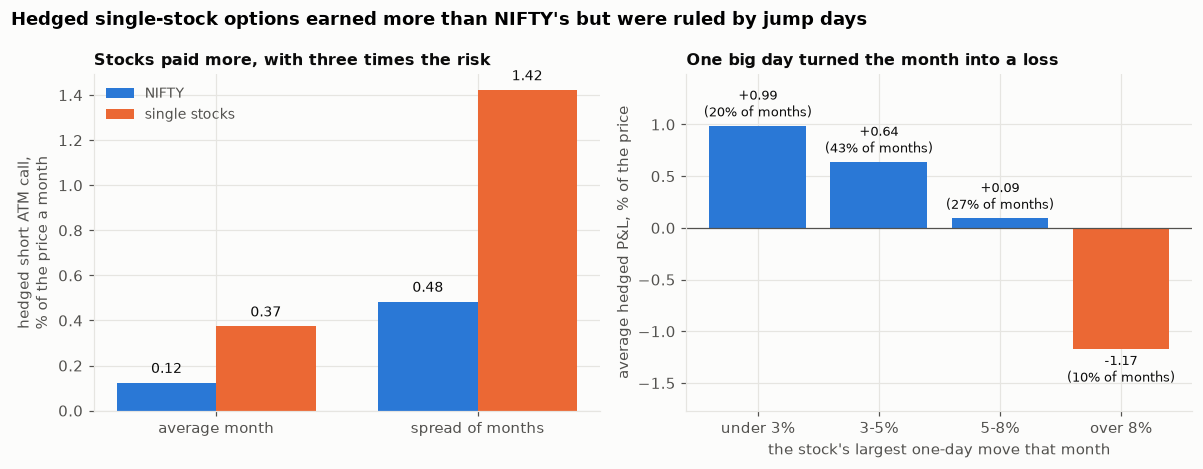 Hedged single-stock options earned more than NIFTY's but were ruled by jump days
Stocks paid more, with three times the risk
hedged short ATM call,
% of the price a month
1.4
1.2
1.0
0.8
0.6
0.4
0.2
0.0
NIFTY
single stocks
0.12
0.37
0.48
1.42
average month
spread of months
One big day turned the month into a loss
average hedged P&L, % of the price
1.0
0.5
0.0
−0.5
−1.0
−1.5
+0.99
(20% of months)
+0.64
(43% of months)
+0.09
(27% of months)
-1.17
(10% of months)
under 3%
3-5%
5-8%
over 8%
the stock's largest one-day move that month